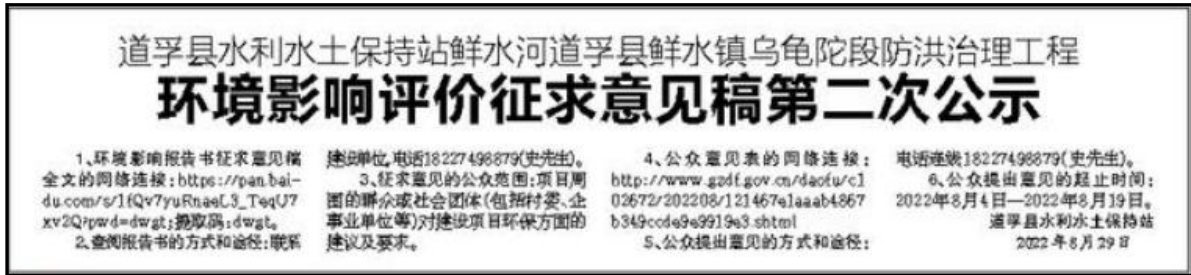 道孚县水利水土保持站鲜水河道孚县鲜水镇乌龟陀段防洪治理工程
环境影响评价征求意见稿第二次公示
1、环境影响报告书征求意见稿
全文的网络连接:https://pan.bai-
du.com/s/1fQv7yuRnaeL3_TeqU7
xv2Q?pwd=dwgt;提取码:dwgt。
2、查阅报告书的方式和途径:联系
建设单位,电话18227498879(史先生)。
3、征求意见的公众范围:项目周
围的群众或社会团体(包括村委、企
事业单位等)对建设项目环保方面的
建议及要求。
4、公众意见表的网络连接:
http://www.gzdf.gov.cn/daofu/c1
02672/202208/121467e1aaab4867
b349ccde9e9919e3.shtml
5、公众提出意见的方式和途径:
电话连线18227498879(史先生)。
6、公众提出意见的起止时间:
2022年8月4日—2022年8月19日。
道孚县水利水土保持站
2022年8月29日